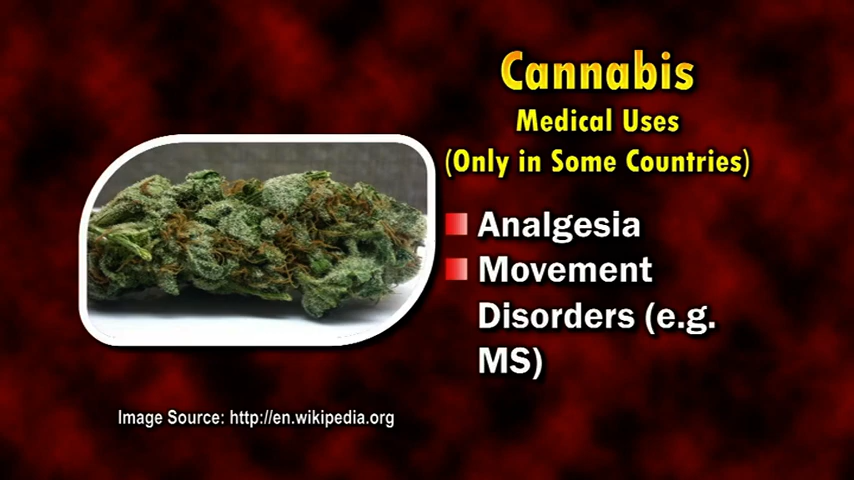 Cannabis
Medical Uses
(Only in Some Countries)
Analgesia
Movement
Disorders (e.g.
MS)
Image Source: http://en.wikipedia.org